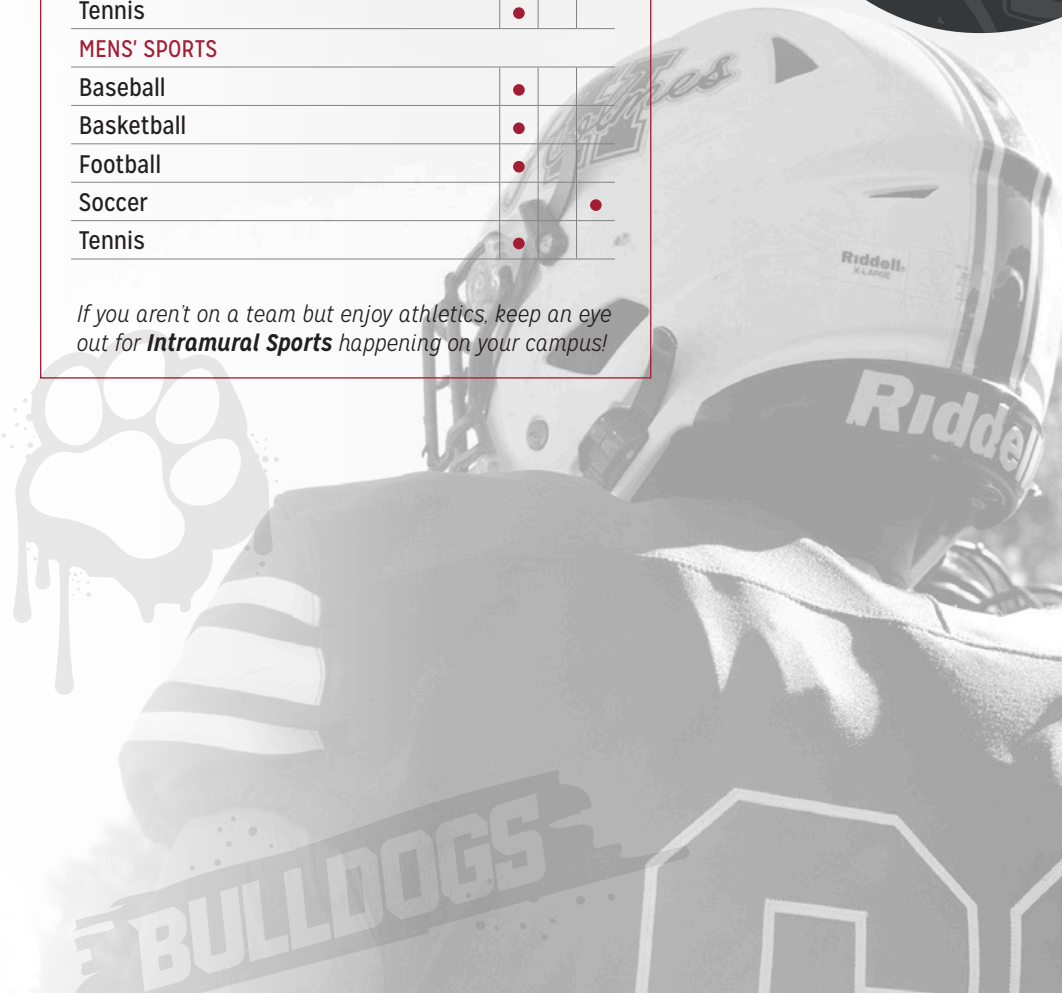 Tennis
MENS' SPORTS
Baseball
Basketball
Football
Soccer
Tennis
If you aren't on a team but enjoy athletics, keep an eye
out for Intramural Sports happening on your campus!
Holmes
H
Riddell
X-LARGE
Riddell
BULLDOGS